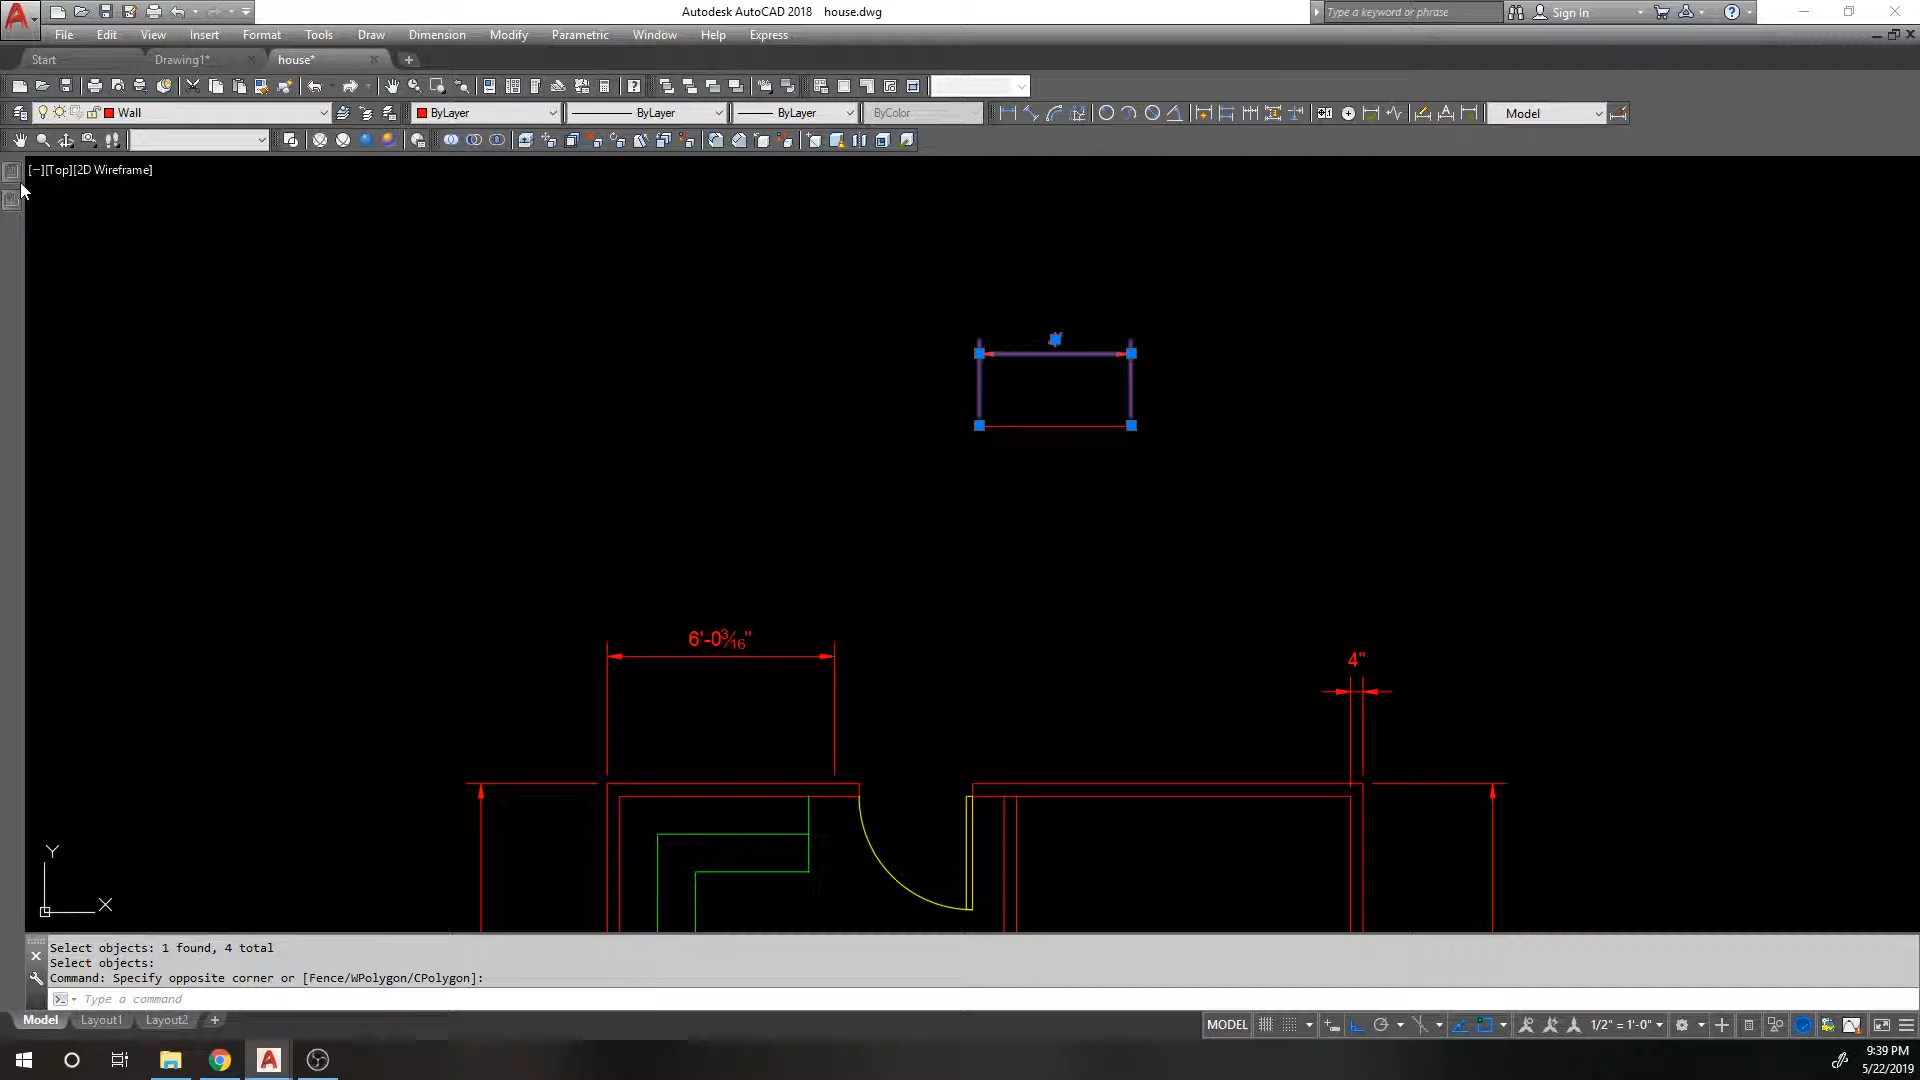 Autodesk AutoCAD 2018 house.dwg
Type a keyword or phrase
Sign In
File Edit View Insert Format Tools Draw Dimension Modify Parametric Window Help Express
Start Drawing1* house*
Wall ByLayer ByLayer ByLayer ByColor Model
[−][Top][2D Wireframe]
6'-0 3/16"
4"
Y
X
Select objects: 1 found, 4 total
Select objects:
Command: Specify opposite corner or [Fence/WPolygon/CPolygon]:
Type a command
Model Layout1 Layout2 +
MODEL 1/2" = 1'-0"
9:39 PM
5/22/2019